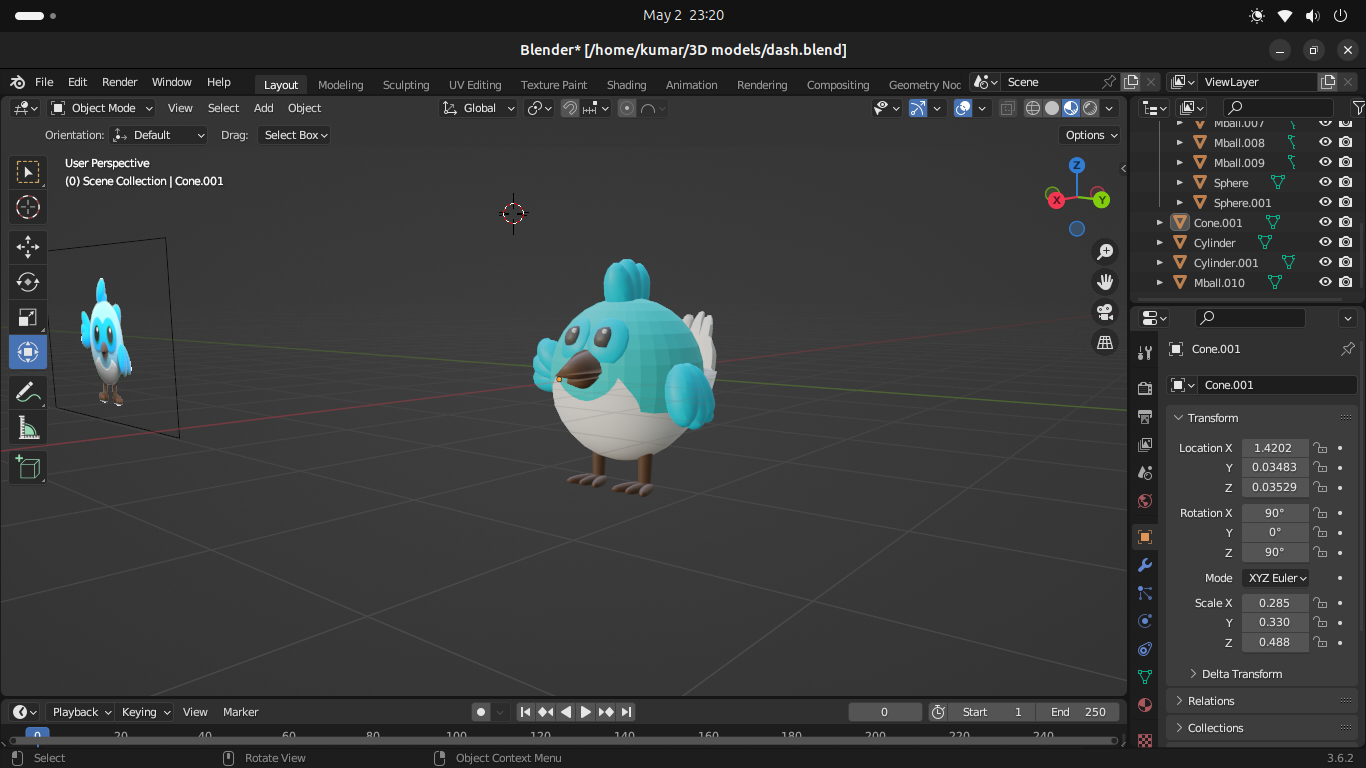 May 2 23:20
Blender* [/home/kumar/3D models/dash.blend]
File Edit Render Window Help Layout Modeling Sculpting UV Editing Texture Paint Shading Animation Rendering Compositing Geometry Nod Scene ViewLayer
Object Mode View Select Add Object Global
Orientation: Default Drag: Select Box Options
User Perspective
(0) Scene Collection | Cone.001
Z
X
Y
Mball.007
Mball.008
Mball.009
Sphere
Sphere.001
Cone.001
Cylinder
Cylinder.001
Mball.010
Cone.001
Cone.001
Transform
Location X 1.4202
Y 0.03483
Z 0.03529
Rotation X 90°
Y 0°
Z 90°
Mode XYZ Euler
Scale X 0.285
Y 0.330
Z 0.488
Delta Transform
Relations
Collections
Playback Keying View Marker 0 Start 1 End 250
0 20 40 60 80 100 120 140 160 180 200 220 240
Select Rotate View Object Context Menu 3.6.2